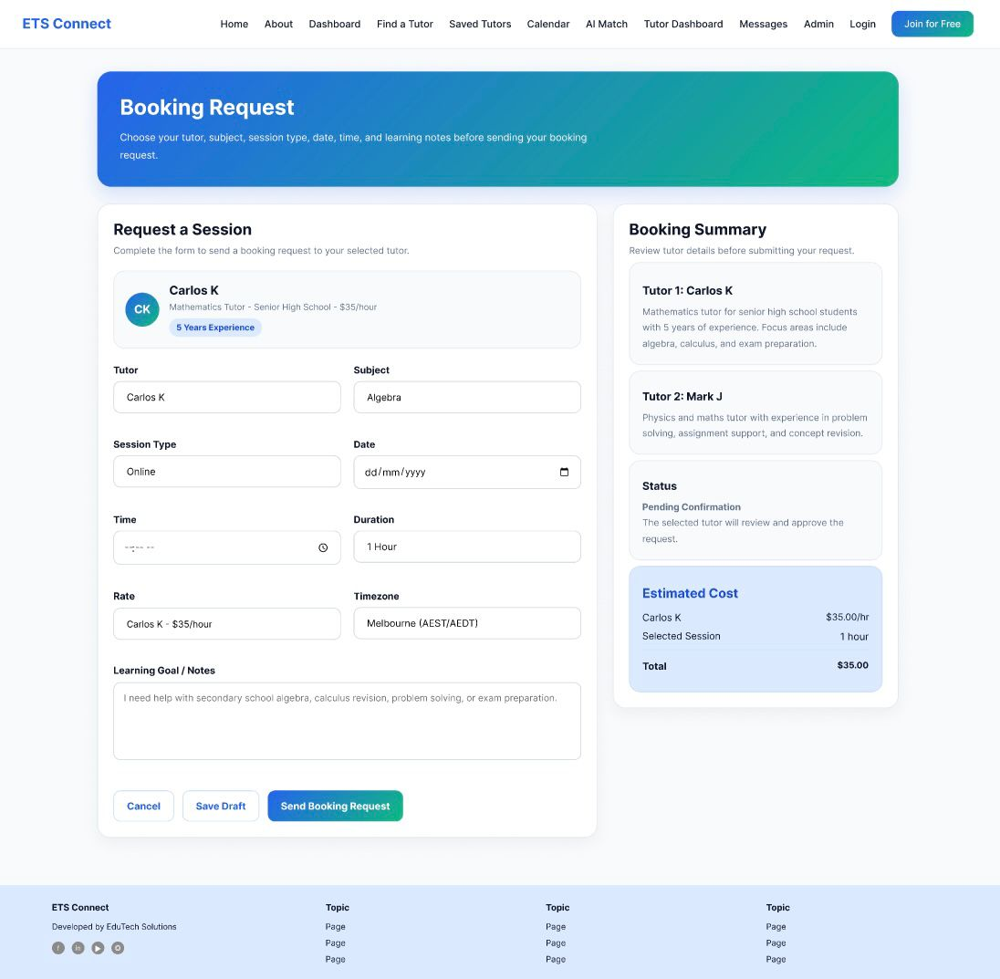 ETS Connect
Home About Dashboard Find a Tutor Saved Tutors Calendar AI Match Tutor Dashboard Messages Admin Login Join for Free
Booking Request
Choose your tutor, subject, session type, date, time, and learning notes before sending your booking
request.
Request a Session
Complete the form to send a booking request to your selected tutor.
CK
Carlos K
Mathematics Tutor - Senior High School - $35/hour
5 Years Experience
Tutor
Carlos K
Subject
Algebra
Session Type
Online
Date
dd/mm/yyyy
Time
--:-- --
Duration
1 Hour
Rate
Carlos K - $35/hour
Timezone
Melbourne (AEST/AEDT)
Learning Goal / Notes
I need help with secondary school algebra, calculus revision, problem solving, or exam preparation.
Cancel
Save Draft
Send Booking Request
Booking Summary
Review tutor details before submitting your request.
Tutor 1: Carlos K
Mathematics tutor for senior high school students
with 5 years of experience. Focus areas include
algebra, calculus, and exam preparation.
Tutor 2: Mark J
Physics and maths tutor with experience in problem
solving, assignment support, and concept revision.
Status
Pending Confirmation
The selected tutor will review and approve the
request.
Estimated Cost
Carlos K $35.00/hr
Selected Session 1 hour
Total $35.00
ETS Connect
Developed by EduTech Solutions
f in
Topic
Page
Page
Page
Topic
Page
Page
Page
Topic
Page
Page
Page